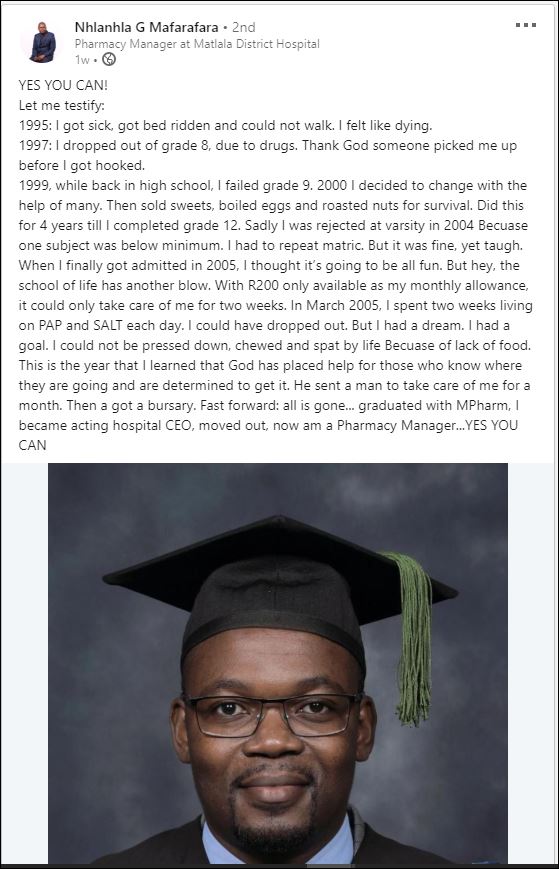 Nhlanhla G Mafarafara • 2nd
Pharmacy Manager at Matlala District Hospital
1w •
YES YOU CAN!
Let me testify:
1995: I got sick, got bed ridden and could not walk. I felt like dying.
1997: I dropped out of grade 8, due to drugs. Thank God someone picked me up
before I got hooked.
1999, while back in high school, I failed grade 9. 2000 I decided to change with the
help of many. Then sold sweets, boiled eggs and roasted nuts for survival. Did this
for 4 years till I completed grade 12. Sadly I was rejected at varsity in 2004 Becuase
one subject was below minimum. I had to repeat matric. But it was fine, yet taugh.
When I finally got admitted in 2005, I thought it's going to be all fun. But hey, the
school of life has another blow. With R200 only available as my monthly allowance,
it could only take care of me for two weeks. In March 2005, I spent two weeks living
on PAP and SALT each day. I could have dropped out. But I had a dream. I had a
goal. I could not be pressed down, chewed and spat by life Becuase of lack of food.
This is the year that I learned that God has placed help for those who know where
they are going and are determined to get it. He sent a man to take care of me for a
month. Then a got a bursary. Fast forward: all is gone... graduated with MPharm, I
became acting hospital CEO, moved out, now am a Pharmacy Manager...YES YOU
CAN